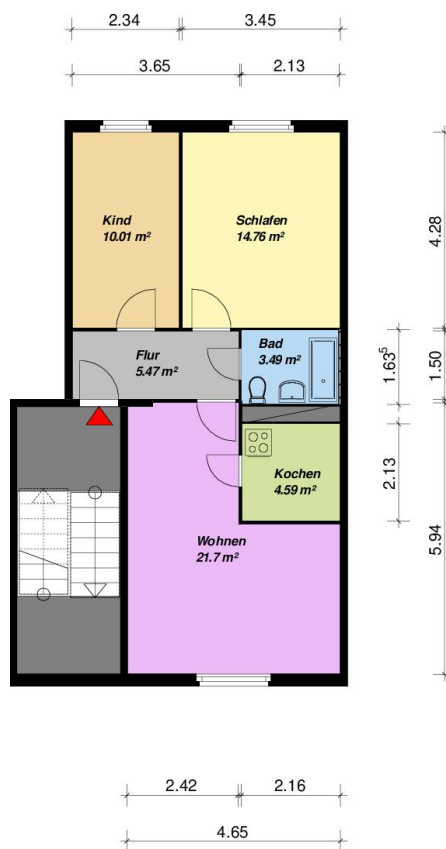 2.34 3.45
3.65 2.13
Kind
10.01 m²
Schlafen
14.76 m²
4.28
Flur
5.47 m²
Bad
3.49 m²
1.63⁵
1.50
Kochen
4.59 m²
2.13
Wohnen
21.7 m²
5.94
2.42 2.16
4.65